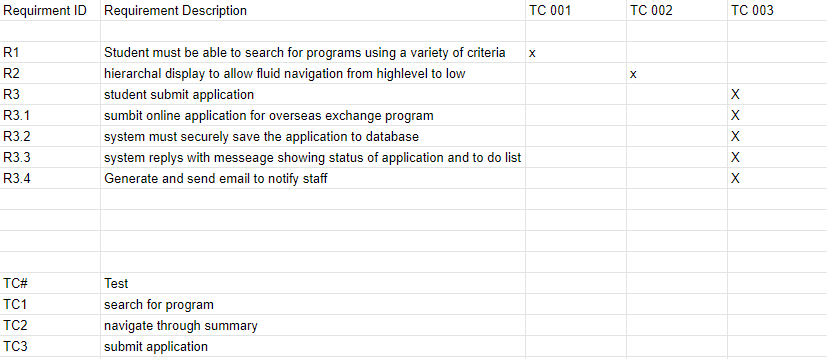 Requirment ID Requirement Description TC 001 TC 002 TC 003
R1 Student must be able to search for programs using a variety of criteria x
R2 hierarchal display to allow fluid navigation from highlevel to low x
R3 student submit application X
R3.1 sumbit online application for overseas exchange program X
R3.2 system must securely save the application to database X
R3.3 system replys with messeage showing status of application and to do list X
R3.4 Generate and send email to notify staff X
TC# Test
TC1 search for program
TC2 navigate through summary
TC3 submit application